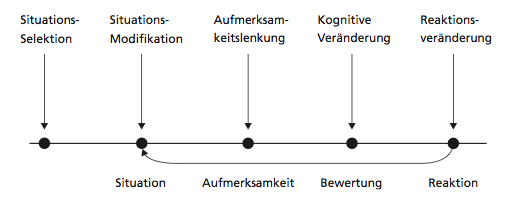 Situations-
Selektion
Situations-
Modifikation
Aufmerksam-
keitslenkung
Kognitive
Veränderung
Reaktions-
veränderung
Situation
Aufmerksamkeit
Bewertung
Reaktion